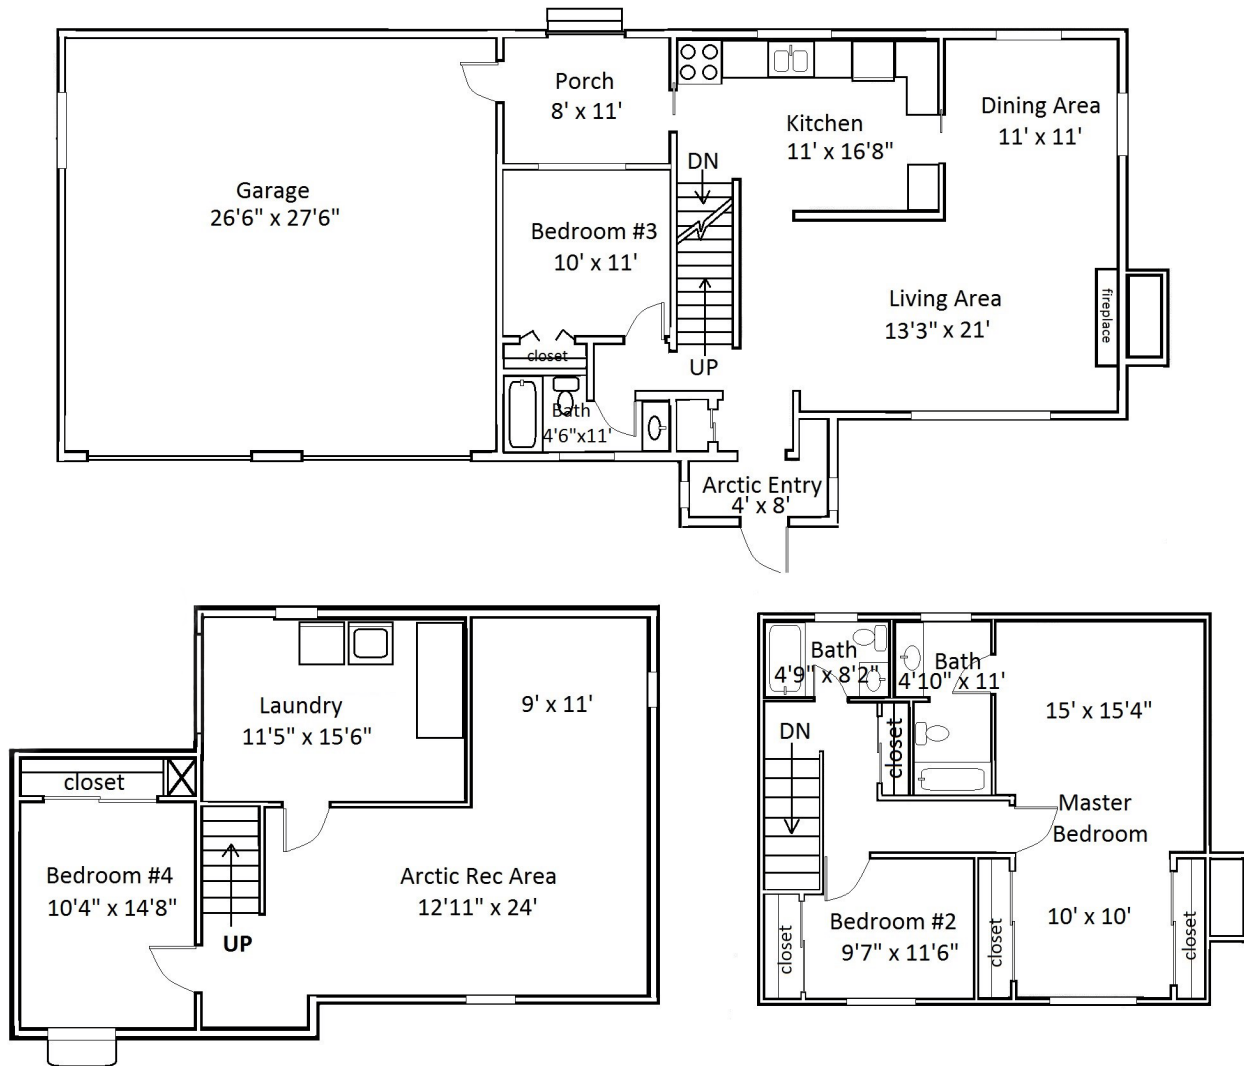 Garage
26'6" x 27'6"
Porch
8' x 11'
Kitchen
11' x 16'8"
Dining Area
11' x 11'
DN
Bedroom #3
10' x 11'
closet
UP
Living Area
13'3" x 21'
fireplace
Bath
4'6"x11'
Arctic Entry
4' x 8'
Laundry
11'5" x 15'6"
9' x 11'
closet
Bedroom #4
10'4" x 14'8"
UP
Arctic Rec Area
12'11" x 24'
Bath
4'9" x 8'2"
Bath
4'10" x 11'
15' x 15'4"
DN
closet
Master
Bedroom
Bedroom #2
9'7" x 11'6"
closet
closet
10' x 10'
closet